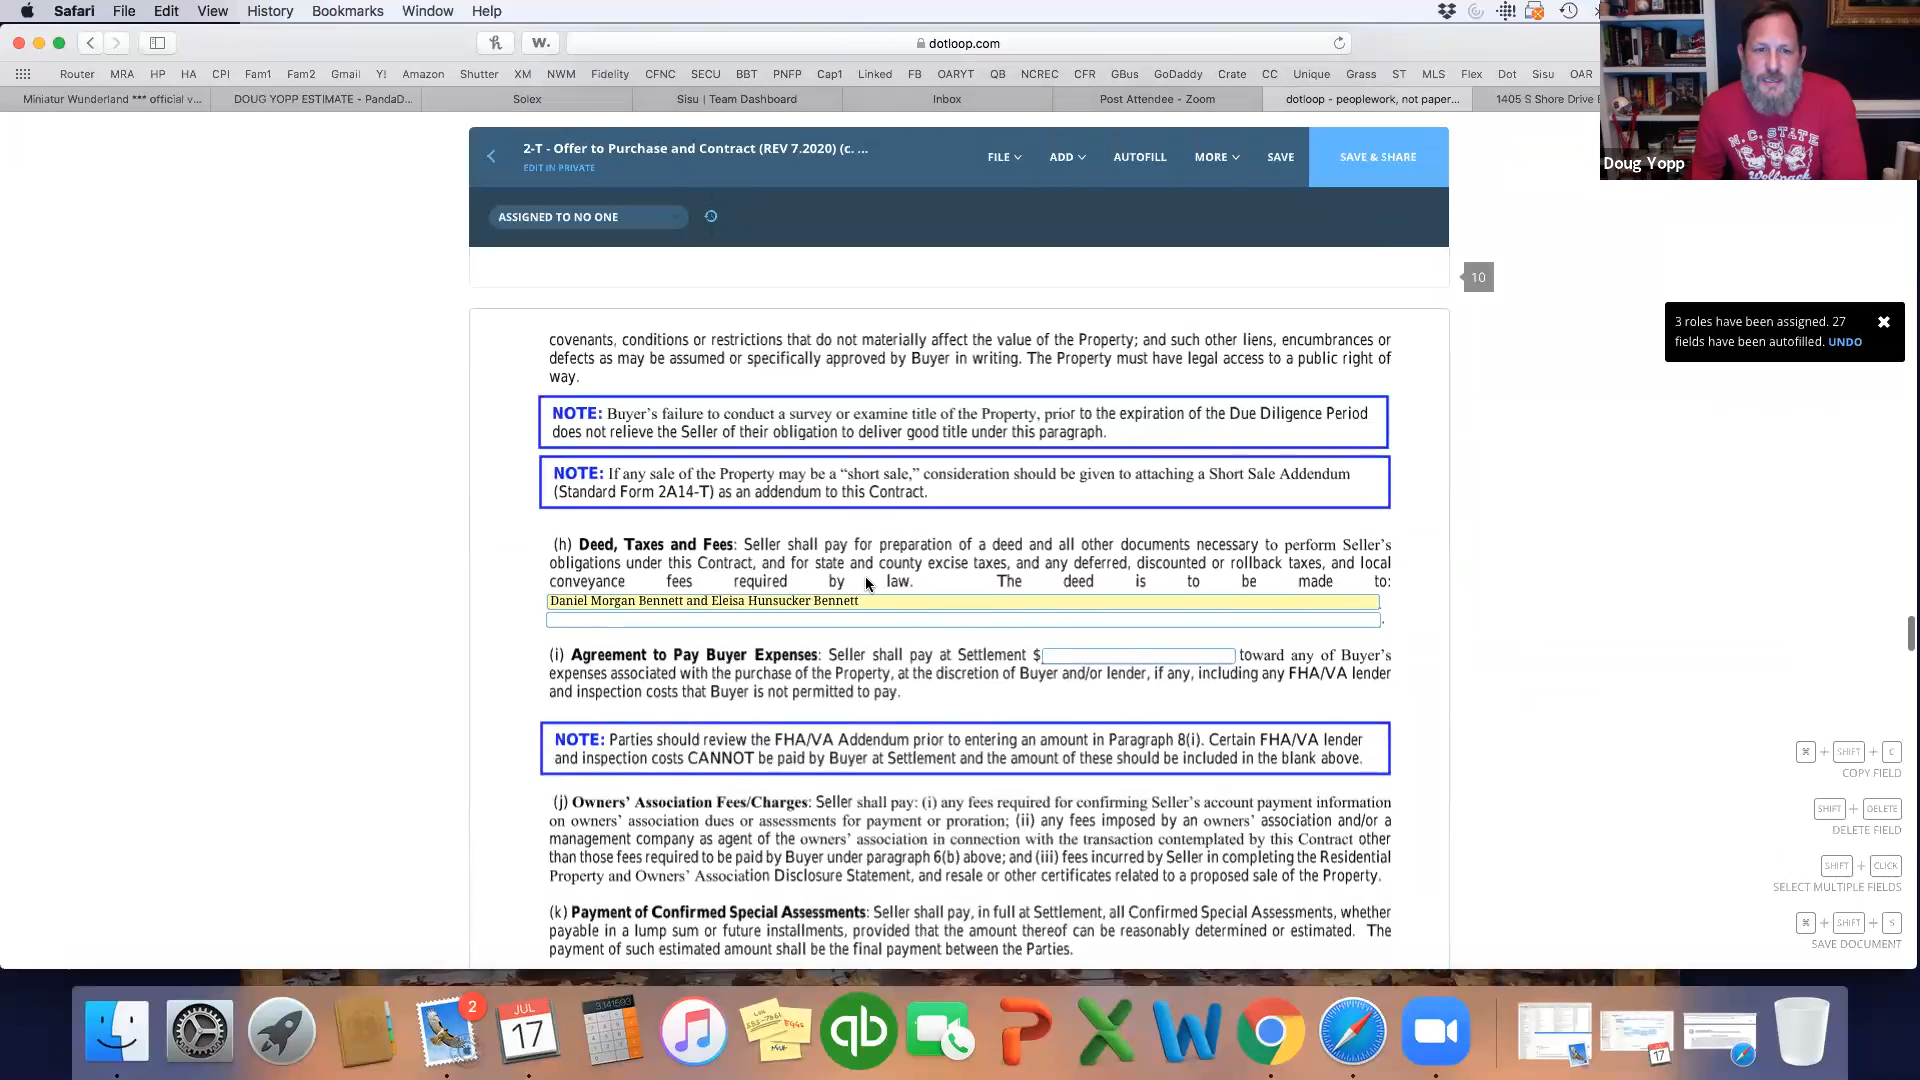 Safari File Edit View History Bookmarks Window Help
W.
dotloop.com
Router MRA HP HA CPI Fam1 Fam2 Gmail Y! Amazon Shutter XM NWM Fidelity CFNC SECU BBT PNFP Cap1 Linked FB OARYT QB NCREC CFR GBus GoDaddy Crate CC Unique Grass ST MLS Flex Dot Sisu OAR
Miniatur Wunderland *** official v... DOUG YOPP ESTIMATE - PandaD... Solex Sisu | Team Dashboard Inbox Post Attendee - Zoom dotloop - peoplework, not paper... 1405 S Shore Drive
N.C. STATE
Wolfpack
Doug Yopp
2-T - Offer to Purchase and Contract (REV 7.2020) (c. ...
EDIT IN PRIVATE
FILE ADD AUTOFILL MORE SAVE SAVE & SHARE
ASSIGNED TO NO ONE
10
3 roles have been assigned. 27
fields have been autofilled. UNDO
covenants, conditions or restrictions that do not materially affect the value of the Property; and such other liens, encumbrances or
defects as may be assumed or specifically approved by Buyer in writing. The Property must have legal access to a public right of
way.
NOTE: Buyer's failure to conduct a survey or examine title of the Property, prior to the expiration of the Due Diligence Period
does not relieve the Seller of their obligation to deliver good title under this paragraph.
NOTE: If any sale of the Property may be a “short sale,” consideration should be given to attaching a Short Sale Addendum
(Standard Form 2A14-T) as an addendum to this Contract.
(h) Deed, Taxes and Fees: Seller shall pay for preparation of a deed and all other documents necessary to perform Seller's
obligations under this Contract, and for state and county excise taxes, and any deferred, discounted or rollback taxes, and local
conveyance fees required by law. The deed is to be made to:
Daniel Morgan Bennett and Eleisa Hunsucker Bennett
.
(i) Agreement to Pay Buyer Expenses: Seller shall pay at Settlement $ toward any of Buyer's
expenses associated with the purchase of the Property, at the discretion of Buyer and/or lender, if any, including any FHA/VA lender
and inspection costs that Buyer is not permitted to pay.
NOTE: Parties should review the FHA/VA Addendum prior to entering an amount in Paragraph 8(i). Certain FHA/VA lender
and inspection costs CANNOT be paid by Buyer at Settlement and the amount of these should be included in the blank above.
(j) Owners' Association Fees/Charges: Seller shall pay: (i) any fees required for confirming Seller's account payment information
on owners' association dues or assessments for payment or proration; (ii) any fees imposed by an owners' association and/or a
management company as agent of the owners' association in connection with the transaction contemplated by this Contract other
than those fees required to be paid by Buyer under paragraph 6(b) above; and (iii) fees incurred by Seller in completing the Residential
Property and Owners' Association Disclosure Statement, and resale or other certificates related to a proposed sale of the Property.
(k) Payment of Confirmed Special Assessments: Seller shall pay, in full at Settlement, all Confirmed Special Assessments, whether
payable in a lump sum or future installments, provided that the amount thereof can be reasonably determined or estimated. The
payment of such estimated amount shall be the final payment between the Parties.
⌘ + SHIFT + C
COPY FIELD
SHIFT + DELETE
DELETE FIELD
SHIFT + CLICK
SELECT MULTIPLE FIELDS
⌘ + SHIFT + S
SAVE DOCUMENT
2
JUL
17
3.141593
EGGS
qb
17